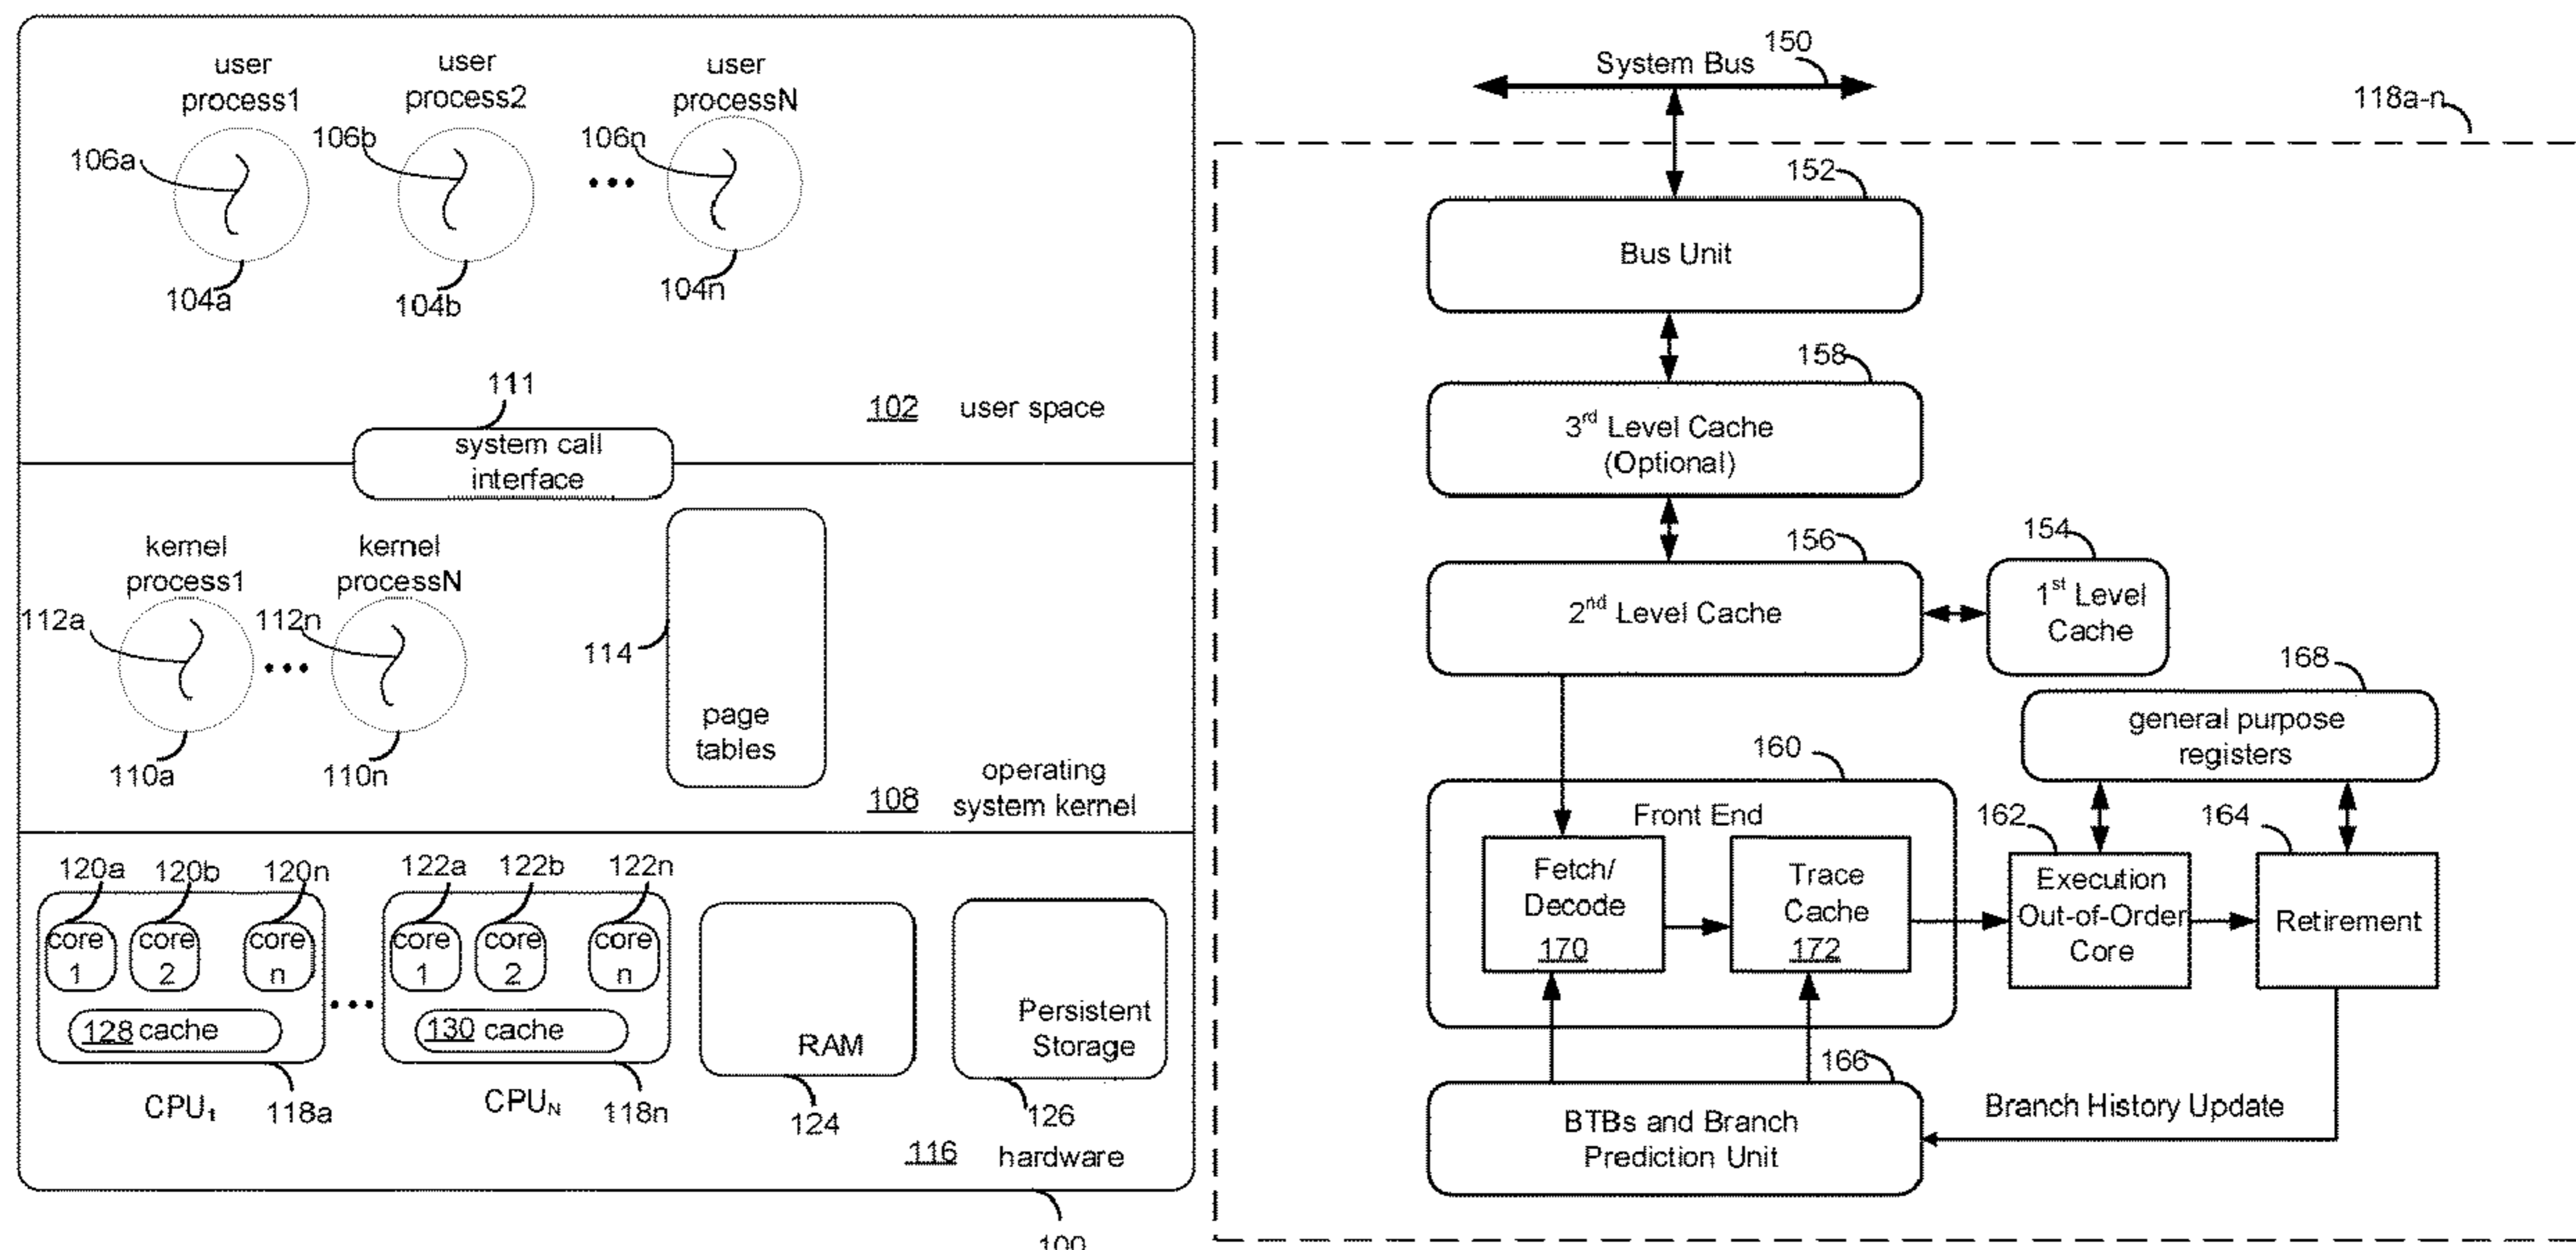 user
process1
user
process2
user
processN
106a
106b
106n
104a
104b
104n
111
102 user space
system call
interface
kernel
process1
kernel
processN
112a
112n
114
page
tables
110a
110n
operating
108 system kernel
120a
120b
120n
122a
122b
122n
core
1
core
2
core
n
core
1
core
2
core
n
128 cache
130 cache
RAM
Persistent
Storage
CPU₁
118a
CPU_N
118n
124
126
116 hardware
100
System Bus
150
118a-n
152
Bus Unit
158
3rd Level Cache
(Optional)
156
2nd Level Cache
154
1st Level
Cache
168
general purpose
registers
160
Front End
162
164
Fetch/
Decode
170
Trace
Cache
172
Execution
Out-of-Order
Core
Retirement
166
BTBs and Branch
Prediction Unit
Branch History Update